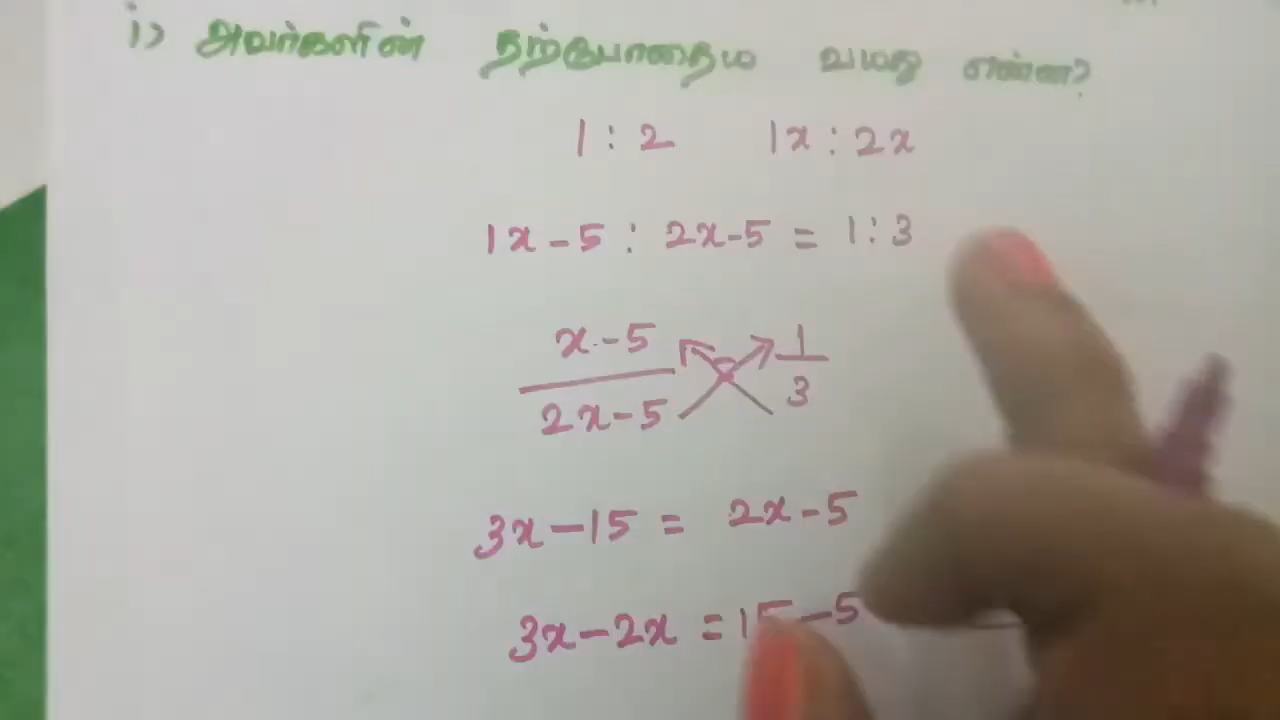 i) அவர்களின் தற்போதைய வயது என்ன?
1 : 2 1x : 2x
1x - 5 : 2x - 5 = 1 : 3
x - 5 1
2x - 5 3
3x - 15 = 2x - 5
3x - 2x = 15 - 5